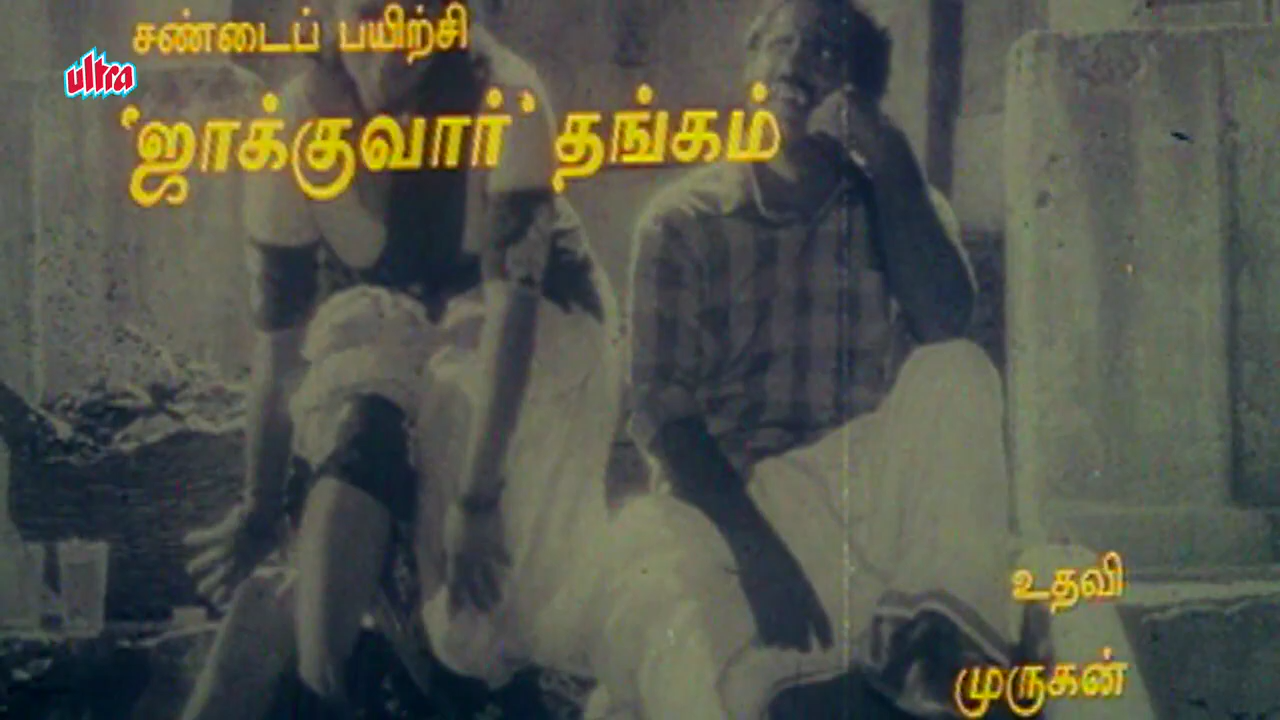 சண்டைப் பயிற்சி
ultra
'ஜாக்குவார்' தங்கம்
உதவி
முருகன்